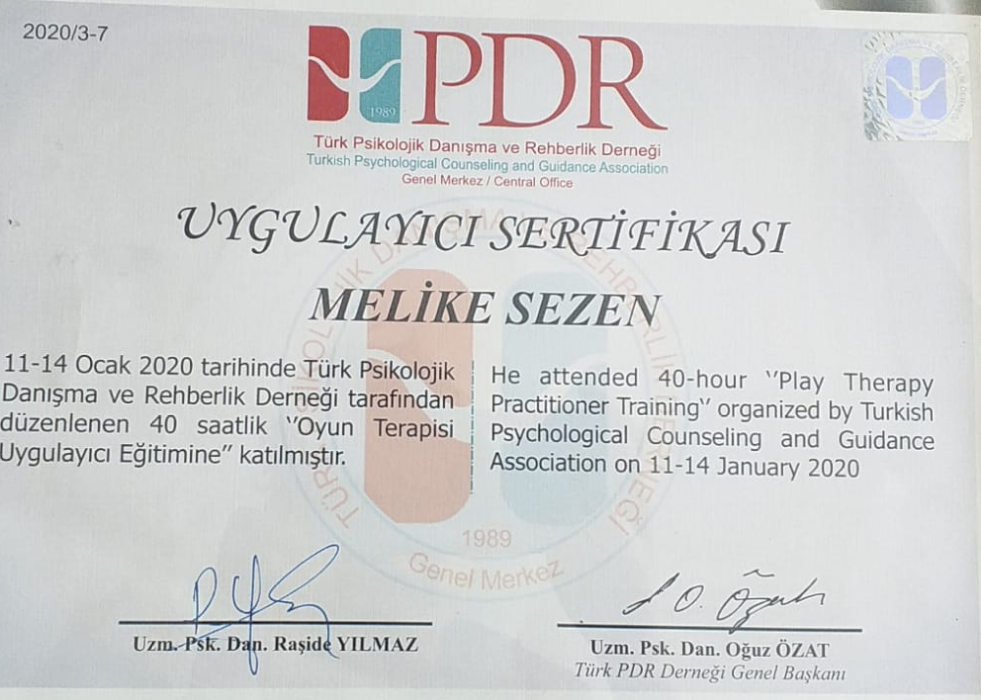 2020/3-7
PDR
1989
Türk Psikolojik Danışma ve Rehberlik Derneği
Turkish Psychological Counseling and Guidance Association
Genel Merkez / Central Office
UYGULAYICI SERTİFİKASI
MELİKE SEZEN
11-14 Ocak 2020 tarihinde Türk Psikolojik
Danışma ve Rehberlik Derneği tarafından
düzenlenen 40 saatlik ‘‘Oyun Terapisi
Uygulayıcı Eğitimine” katılmıştır.
He attended 40-hour ‘‘Play Therapy
Practitioner Training’’ organized by Turkish
Psychological Counseling and Guidance
Association on 11-14 January 2020
1989
Genel Merkez
Uzm. Psk. Dan. Raşide YILMAZ
Uzm. Psk. Dan. Oğuz ÖZAT
Türk PDR Derneği Genel Başkanı